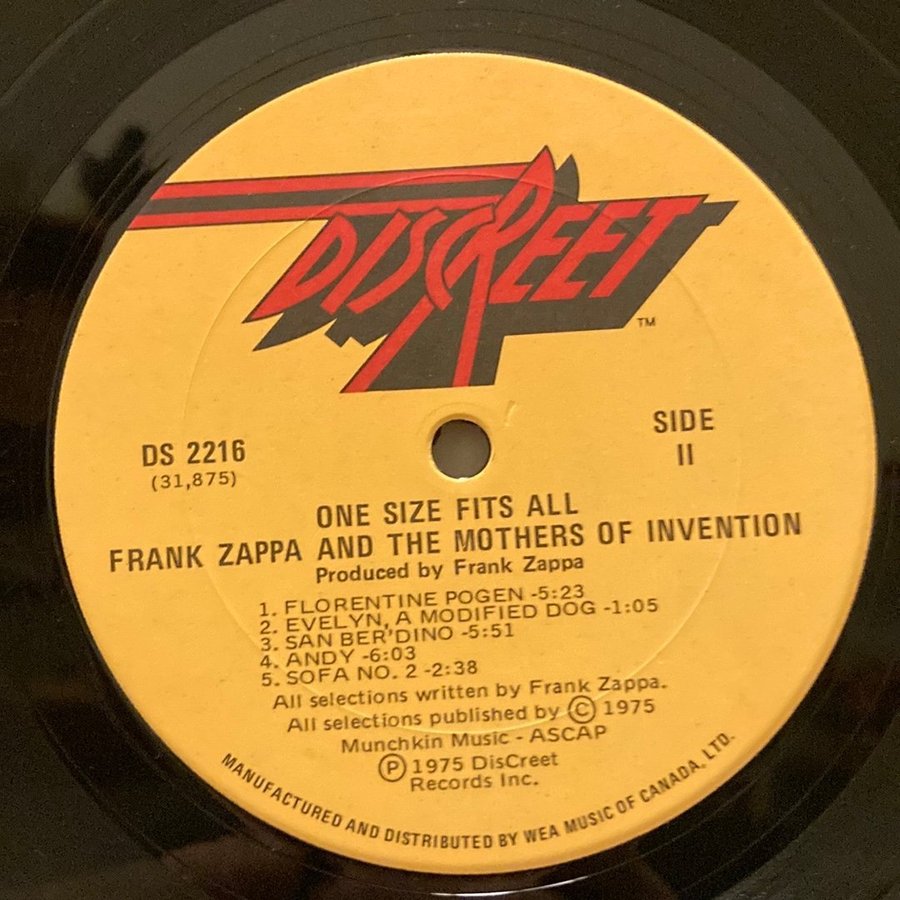 DISCREET
TM
DS 2216
(31,875)
SIDE
II
ONE SIZE FITS ALL
FRANK ZAPPA AND THE MOTHERS OF INVENTION
Produced by Frank Zappa
1. FLORENTINE POGEN -5:23
2. EVELYN, A MODIFIED DOG -1:05
3. SAN BER'DINO -5:51
4. ANDY -6:03
5. SOFA NO. 2 -2:38
All selections written by Frank Zappa.
All selections published by © 1975
Munchkin Music - ASCAP
℗ 1975 DisCreet
Records Inc.
MANUFACTURED AND DISTRIBUTED BY WEA MUSIC OF CANADA, LTD.